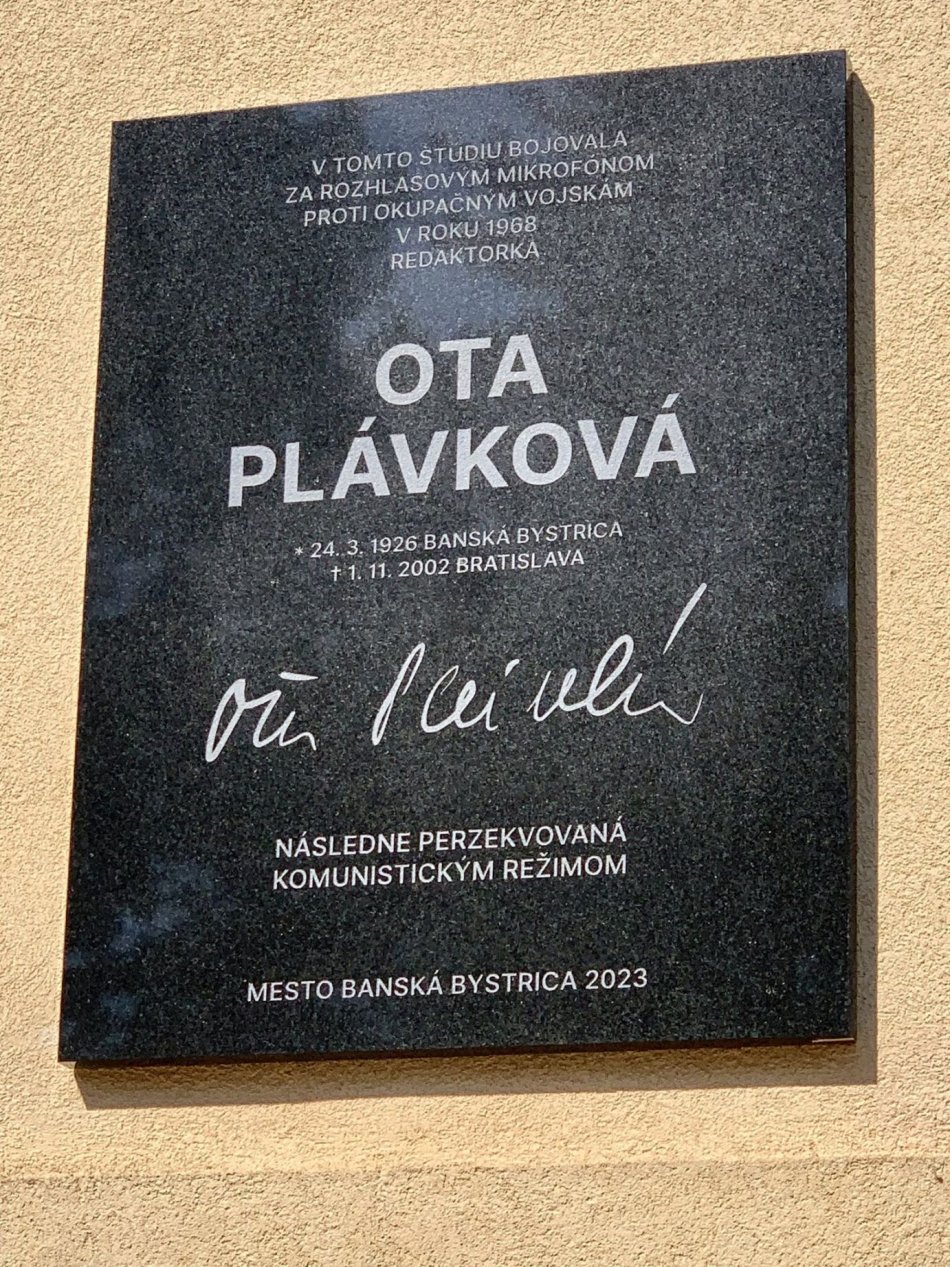 V TOMTO ŠTÚDIU BOJOVALA
ZA ROZHLASOVÝM MIKROFÓNOM
PROTI OKUPAČNÝM VOJSKÁM
V ROKU 1968
REDAKTORKA
OTA
PLÁVKOVÁ
* 24. 3. 1926 BANSKÁ BYSTRICA
† 1. 11. 2002 BRATISLAVA
NÁSLEDNE PERZEKVOVANÁ
KOMUNISTICKÝM REŽIMOM
MESTO BANSKÁ BYSTRICA 2023